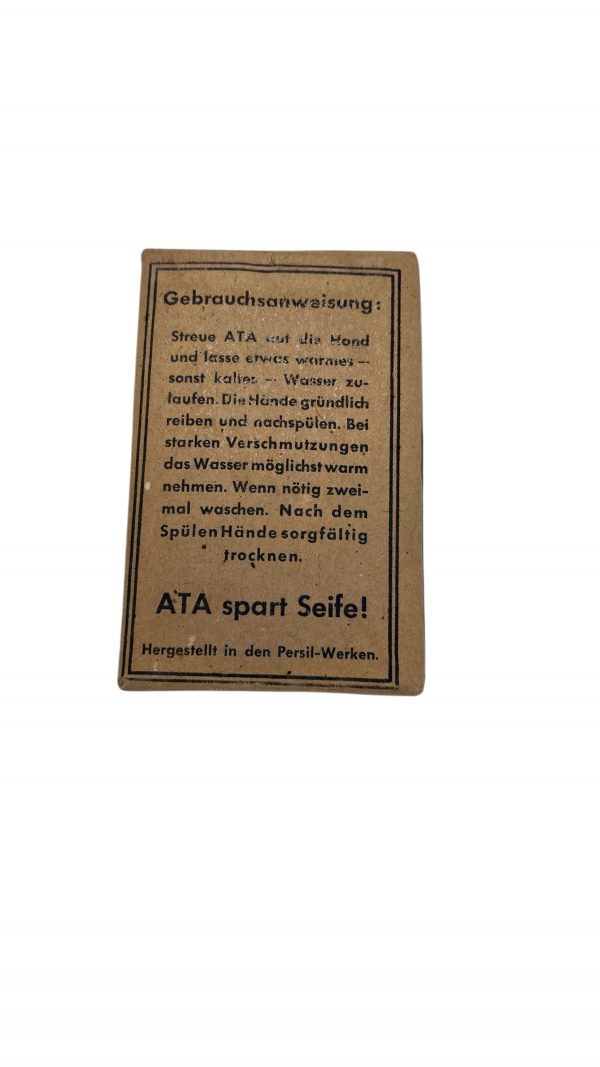 Gebrauchsanweisung:
Streue ATA auf die Hand
und lasse etwas warmes —
sonst kaltes — Wasser zu-
laufen. Die Hände gründlich
reiben und nachspülen. Bei
starken Verschmutzungen
das Wasser möglichst warm
nehmen. Wenn nötig zwei-
mal waschen. Nach dem
Spülen Hände sorgfältig
trocknen.
ATA spart Seife!
Hergestellt in den Persil-Werken.